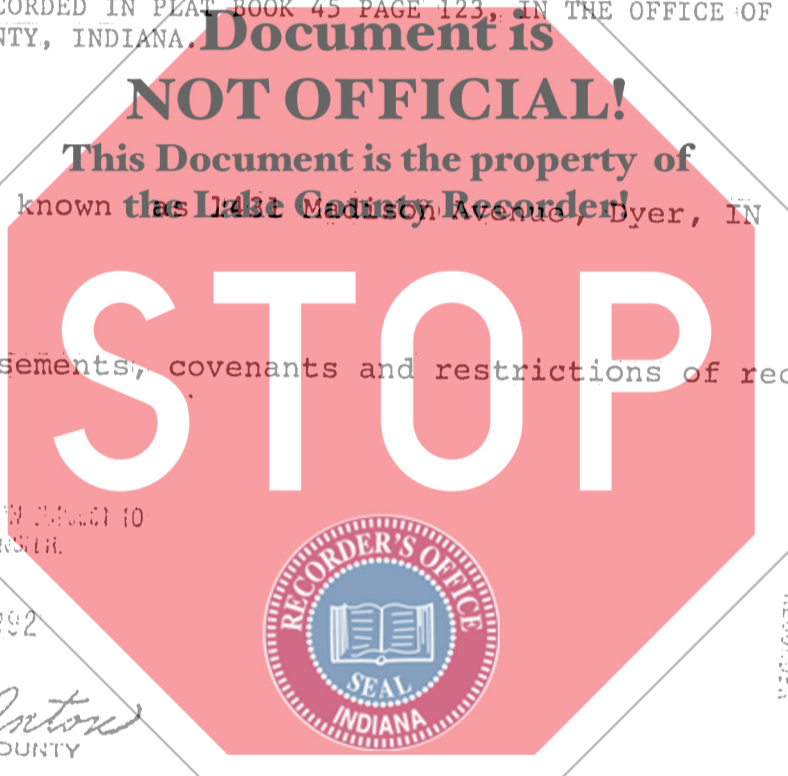 CORDED IN PLAT BOOK 45 PAGE 123, IN THE OFFICE OF
NTY, INDIANA.
Document is
NOT OFFICIAL!
This Document is the property of
the Lake County Recorder!
known as 1431 Madison Avenue, Dyer, IN
STOP
sements, covenants and restrictions of rec
RECORDER'S OFFICE
SEAL
INDIANA
OUNTY